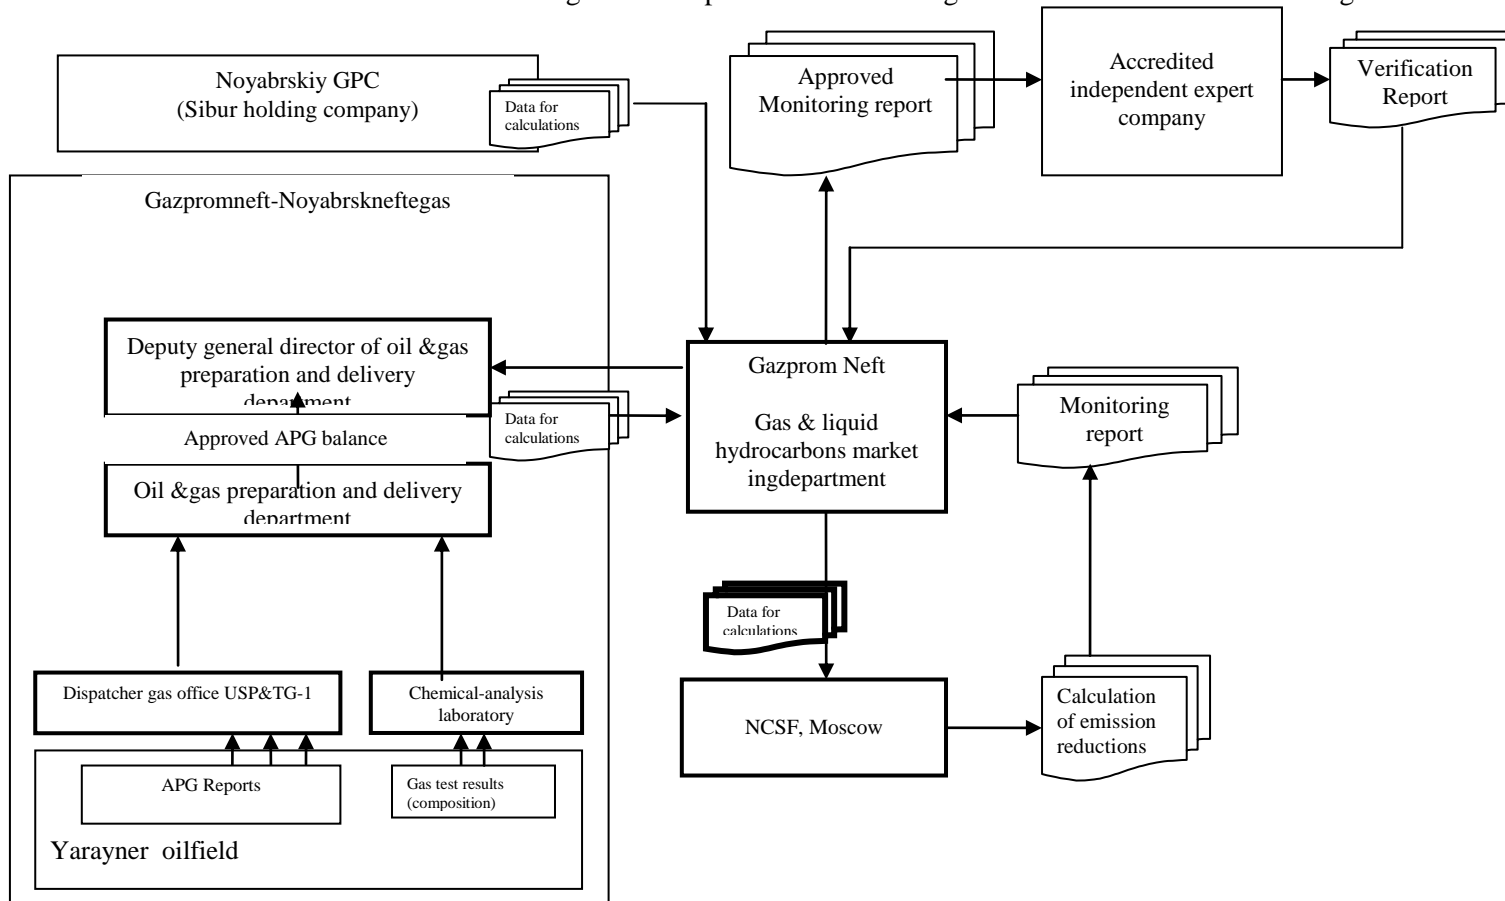 Noyabrskiy GPC
(Sibur holding company)
Data for
calculations
Approved
Monitoring report
Accredited
independent expert
company
Verification
Report
Gazpromneft-Noyabrskneftegas
Deputy general director of oil &gas
preparation and delivery
department
Data for
calculations
Approved APG balance
Oil &gas preparation and delivery
department
Gazprom Neft
Gas & liquid
hydrocarbons market
ingdepartment
Monitoring
report
Data for
calculations
Dispatcher gas office USP&TG-1
Chemical-analysis
laboratory
NCSF, Moscow
Calculation
of emission
reductions
APG Reports
Gas test results
(composition)
Yarayner oilfield